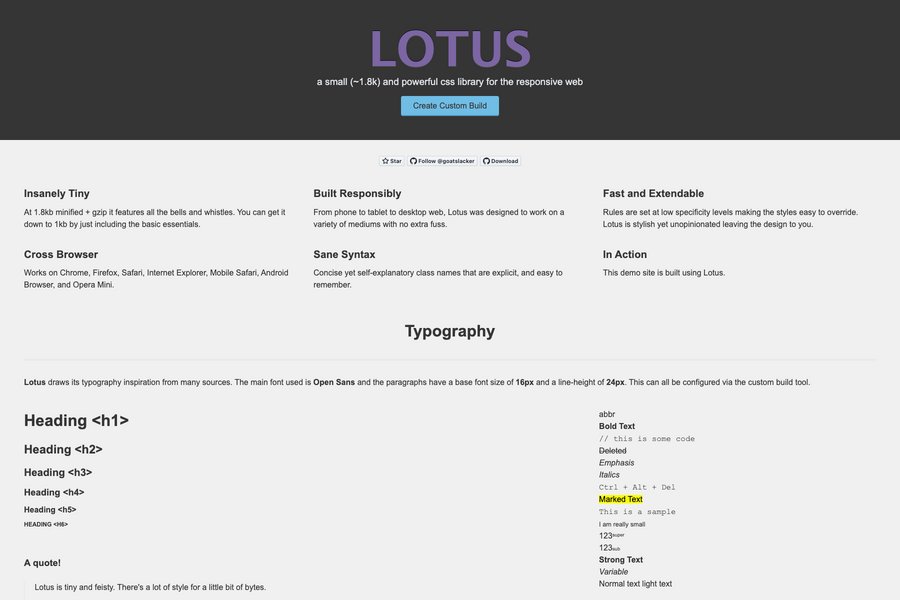 LOTUS
a small (~1.8k) and powerful css library for the responsive web
Create Custom Build
Star
Follow @goatslacker
Download
Insanely Tiny
At 1.8kb minified + gzip it features all the bells and whistles. You can get it
down to 1kb by just including the basic essentials.
Built Responsibly
From phone to tablet to desktop web, Lotus was designed to work on a
variety of mediums with no extra fuss.
Fast and Extendable
Rules are set at low specificity levels making the styles easy to override.
Lotus is stylish yet unopinionated leaving the design to you.
Cross Browser
Works on Chrome, Firefox, Safari, Internet Explorer, Mobile Safari, Android
Browser, and Opera Mini.
Sane Syntax
Concise yet self-explanatory class names that are explicit, and easy to
remember.
In Action
This demo site is built using Lotus.
Typography
Lotus draws its typography inspiration from many sources. The main font used is Open Sans and the paragraphs have a base font size of 16px and a line-height of 24px. This can all be configured via the custom build tool.
Heading <h1>
Heading <h2>
Heading <h3>
Heading <h4>
Heading <h5>
HEADING <H6>
A quote!
Lotus is tiny and feisty. There's a lot of style for a little bit of bytes.
abbr
Bold Text
// this is some code
Deleted
Emphasis
Italics
Ctrl + Alt + Del
Marked Text
This is a sample
I am really small
123super
123sub
Strong Text
Variable
Normal text light text